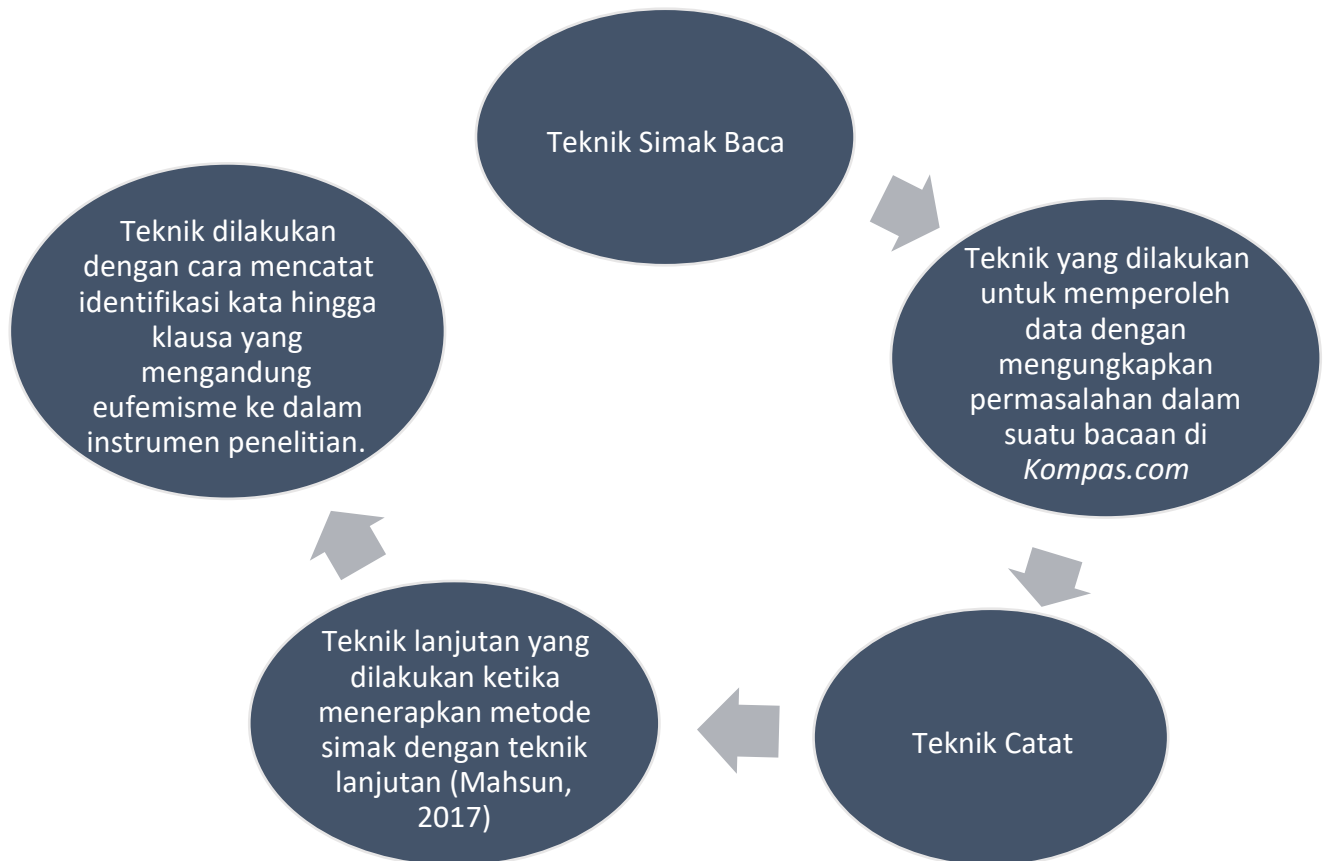 Teknik Simak Baca
Teknik yang dilakukan
untuk memperoleh
data dengan
mengungkapkan
permasalahan dalam
suatu bacaan di
Kompas.com
Teknik Catat
Teknik lanjutan yang
dilakukan ketika
menerapkan metode
simak dengan teknik
lanjutan (Mahsun,
2017)
Teknik dilakukan
dengan cara mencatat
identifikasi kata hingga
klausa yang
mengandung
eufemisme ke dalam
instrumen penelitian.